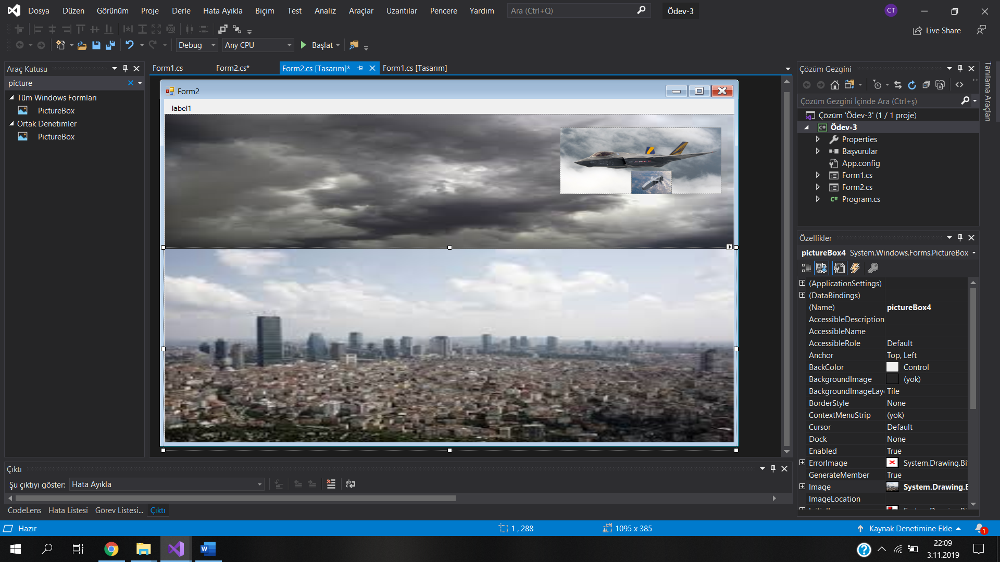 Dosya Düzen Görünüm Proje Derle Hata Ayıkla Biçim Test Analiz Araçlar Uzantılar Pencere Yardım Ara (Ctrl+Q) Ödev-3 CT
Live Share
Debug Any CPU Başlat
Araç Kutusu
picture
Tüm Windows Formları
PictureBox
Ortak Denetimler
PictureBox
Form1.cs Form2.cs* Form2.cs [Tasarım]* Form1.cs [Tasarım]
Form2
label1
Çözüm Gezgini
Çözüm Gezgini İçinde Ara (Ctrl+ş)
Çözüm 'Ödev-3' (1 / 1 proje)
Ödev-3
Properties
Başvurular
App.config
Form1.cs
Form2.cs
Program.cs
Tanılama Araçları
Özellikler
pictureBox4 System.Windows.Forms.PictureBox
(ApplicationSettings)
(DataBindings)
(Name) pictureBox4
AccessibleDescription
AccessibleName
AccessibleRole Default
Anchor Top, Left
BackColor Control
BackgroundImage (yok)
BackgroundImageLay Tile
BorderStyle None
ContextMenuStrip (yok)
Cursor Default
Dock None
Enabled True
ErrorImage System.Drawing.Bi
GenerateMember True
Image System.Drawing.B
ImageLocation
Çıktı
Şu çıktıyı göster: Hata Ayıkla
CodeLens Hata Listesi Görev Listesi... Çıktı
Hazır 1 , 288 1095 x 385 Kaynak Denetimine Ekle 1
22:09
3.11.2019